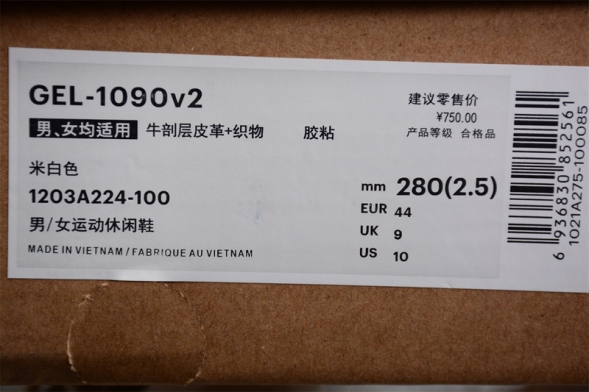 GEL-1090v2
男、女均适用 牛剖层皮革+织物 胶粘
米白色
1203A224-100
男/女运动休闲鞋
MADE IN VIETNAM / FABRIQUE AU VIETNAM
建议零售价
¥750.00
产品等级 合格品
mm 280(2.5)
EUR 44
UK 9
US 10
6 936830 852561
1021A275-100085